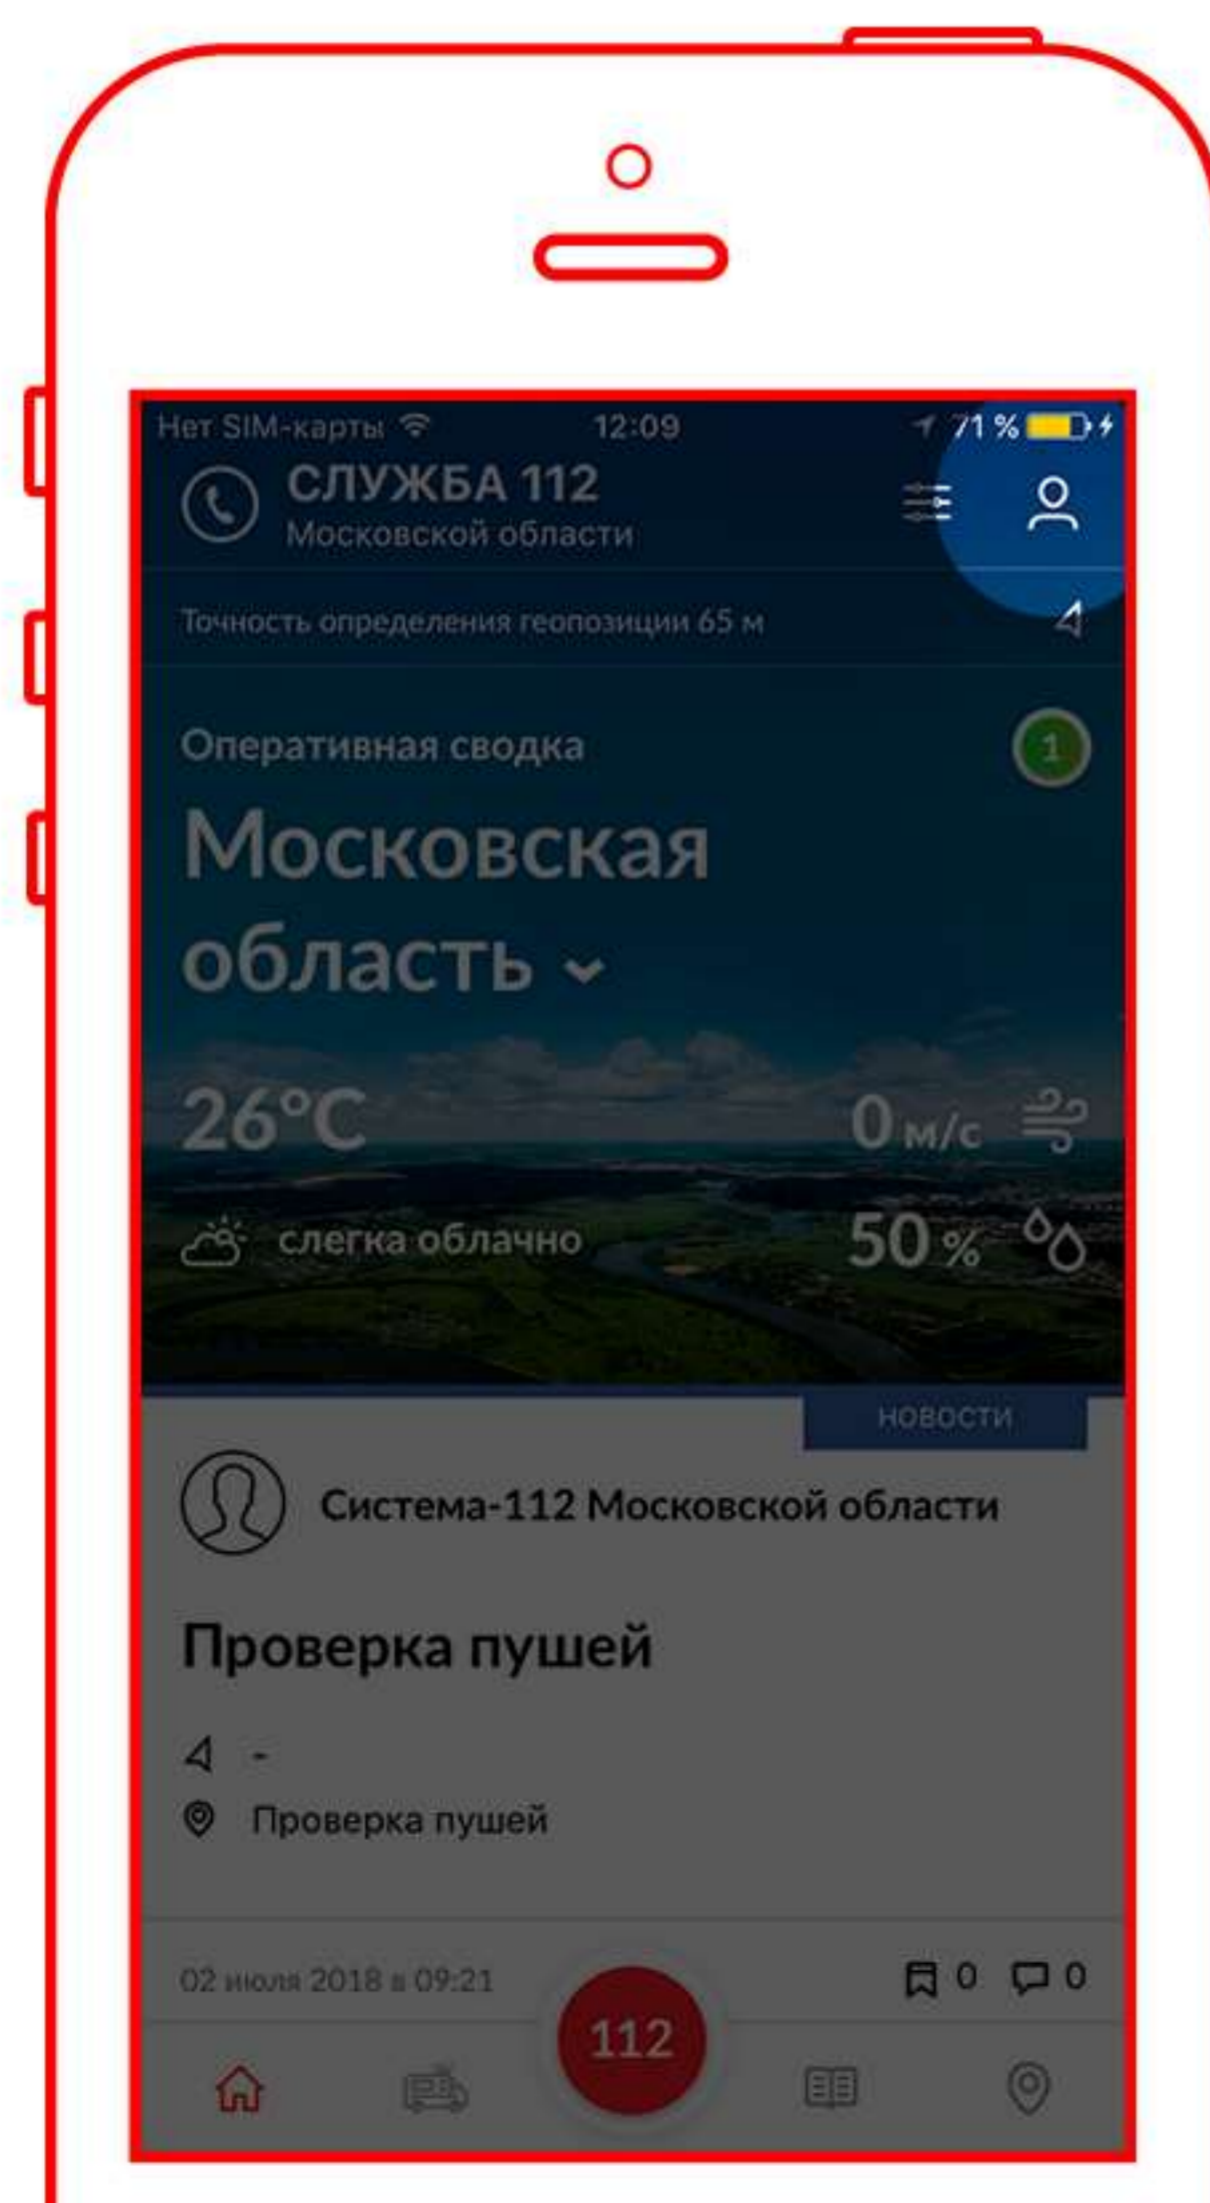 Нет SIM-карты 12:09 71 %
СЛУЖБА 112
Московской области
Точность определения геопозиции 65 м
Оперативная сводка 1
Московская
область
26°C 0 м/с
слегка облачно 50 %
НОВОСТИ
Система-112 Московской области
Проверка пушей
-
Проверка пушей
02 июля 2018 в 09:21 0 0
112